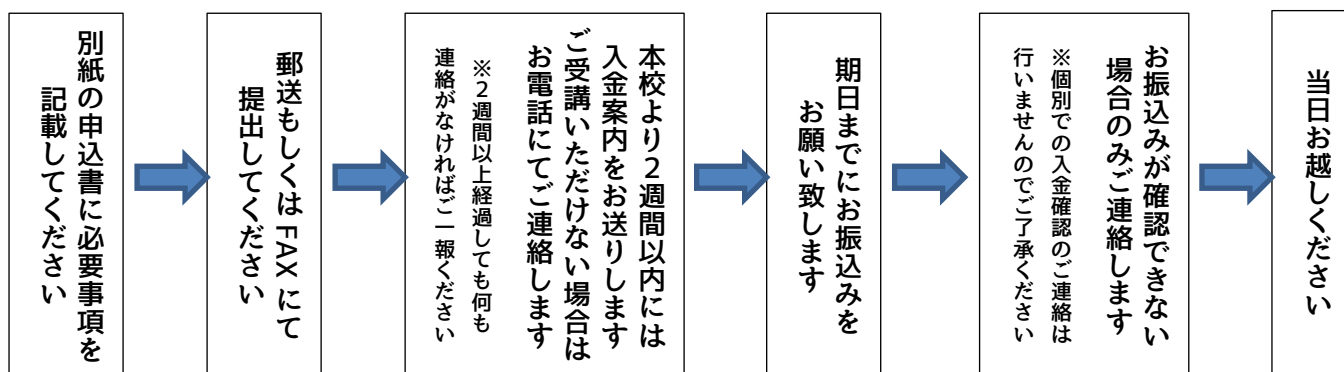 別紙の申込書に必要事項を
記載してください
郵送もしくは FAX にて
提出してください
本校より2週間以内には
入金案内をお送りします
ご受講いただけない場合は
お電話にてご連絡します
※2週間以上経過しても何も
連絡がなければご一報ください
期日までにお振込みを
お願い致します
お振込みが確認できない
場合のみご連絡します
※個別での入金確認のご連絡は
行いませんのでご了承ください
当日お越しください